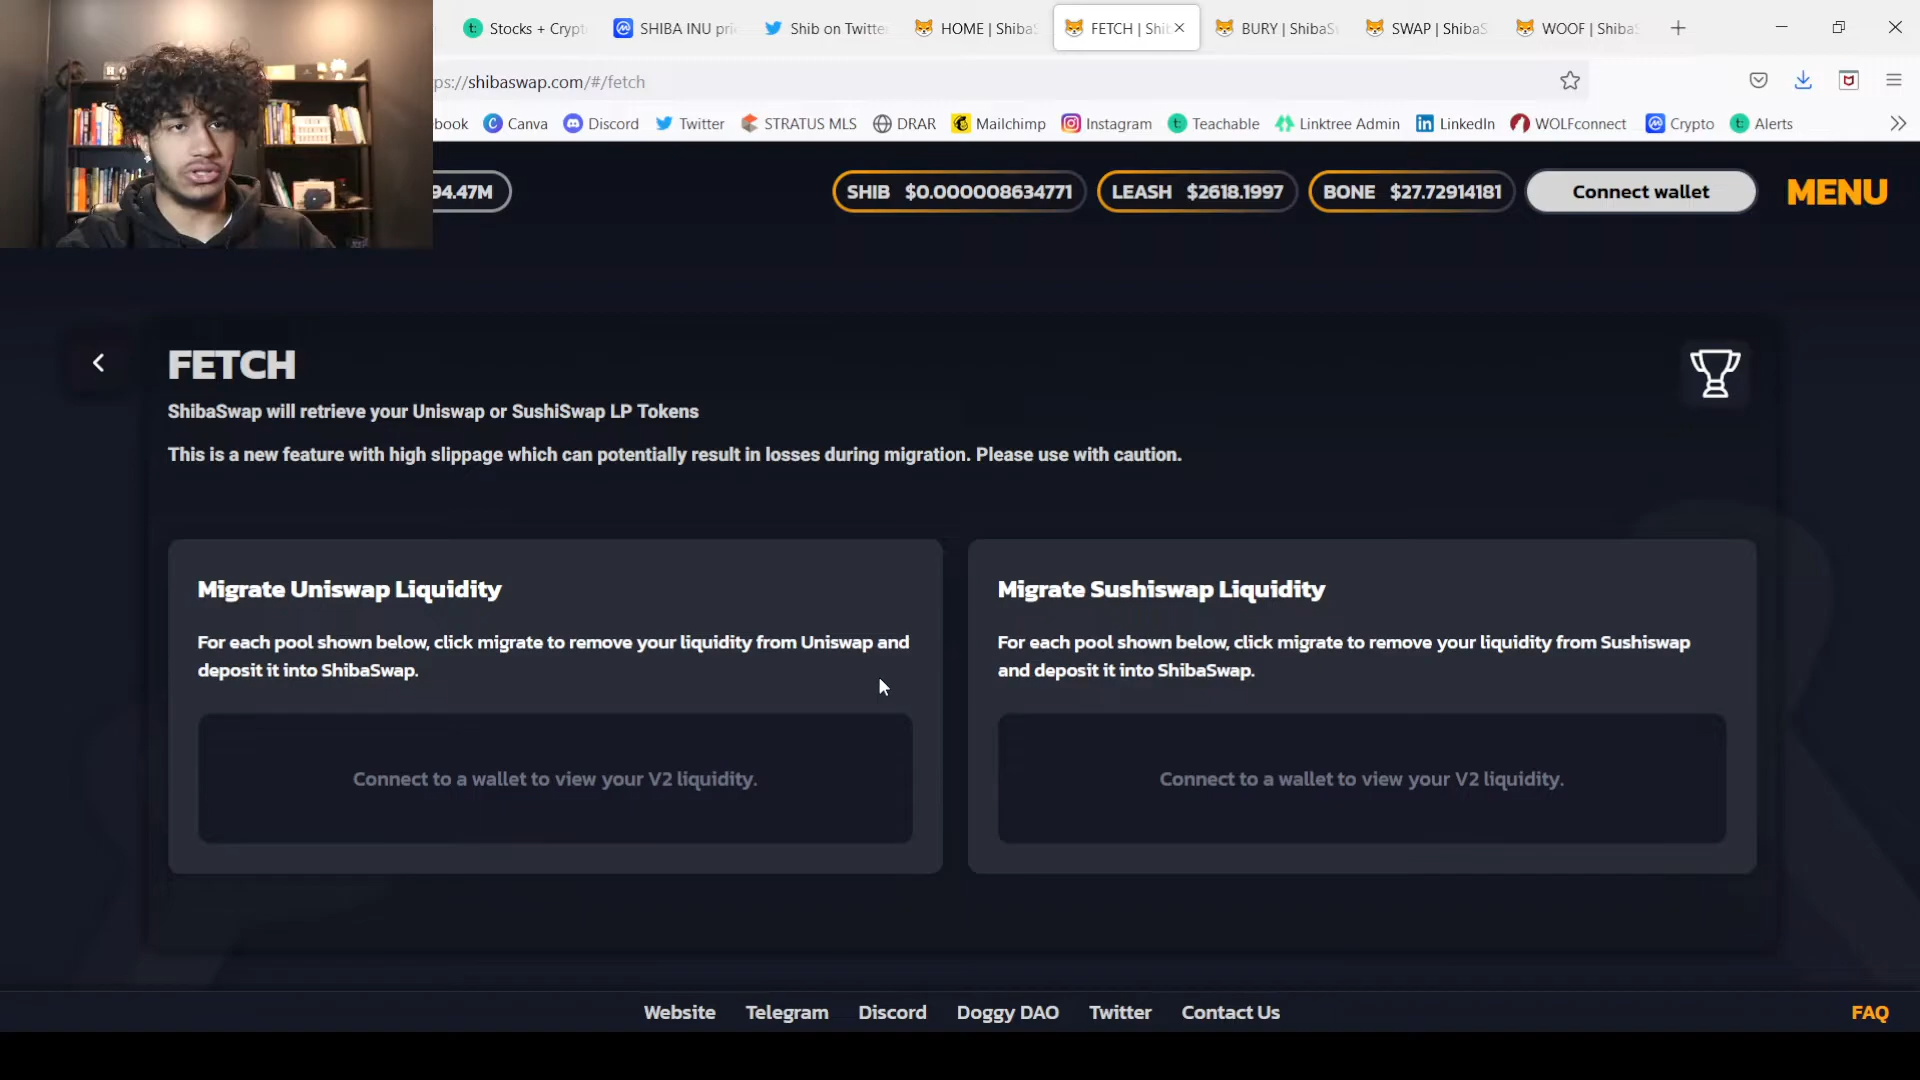 Stocks + Crypt
SHIBA INU pri
Shib on Twitte
HOME | Shiba
FETCH | Shi
BURY | ShibaS
SWAP | ShibaS
WOOF | Shiba
ps://shibaswap.com/#/fetch
book
Canva
Discord
Twitter
STRATUS MLS
DRAR
Mailchimp
Instagram
Teachable
Linktree Admin
LinkedIn
WOLFconnect
Crypto
Alerts
94.47M
SHIB $0.000008634771
LEASH $2618.1997
BONE $27.72914181
Connect wallet
MENU
FETCH
ShibaSwap will retrieve your Uniswap or SushiSwap LP Tokens
This is a new feature with high slippage which can potentially result in losses during migration. Please use with caution.
Migrate Uniswap Liquidity
For each pool shown below, click migrate to remove your liquidity from Uniswap and
deposit it into ShibaSwap.
Connect to a wallet to view your V2 liquidity.
Migrate Sushiswap Liquidity
For each pool shown below, click migrate to remove your liquidity from Sushiswap
and deposit it into ShibaSwap.
Connect to a wallet to view your V2 liquidity.
Website
Telegram
Discord
Doggy DAO
Twitter
Contact Us
FAQ